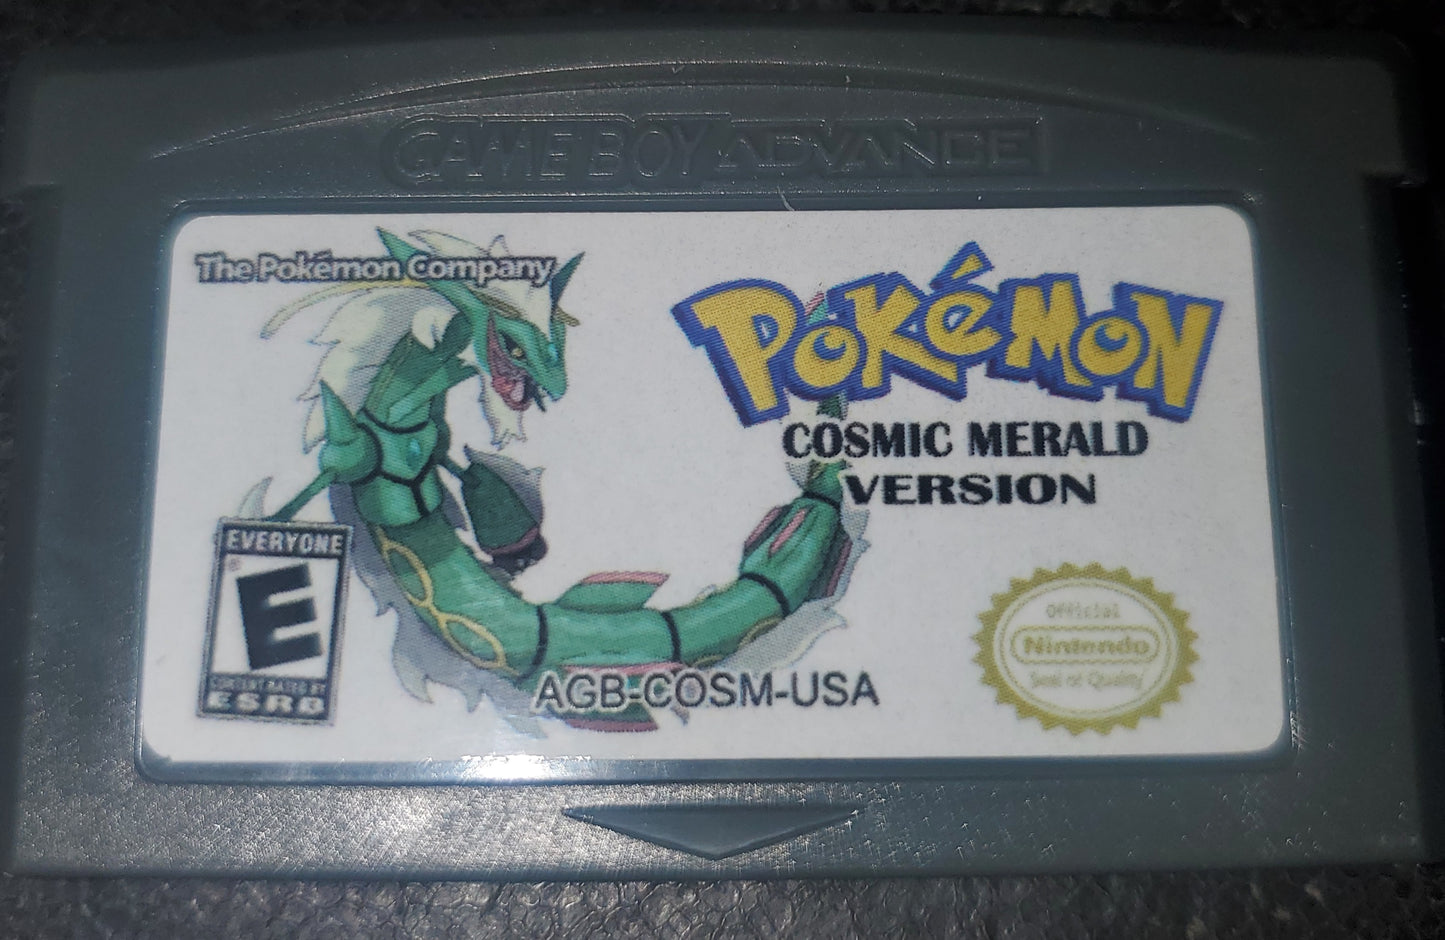 GAME BOY ADVANCE
The Pokémon Company
POKéMON
COSMIC MERALD
VERSION
EVERYONE
E
ESRB
AGB-COSM-USA
Official
Nintendo
Seal of Quality